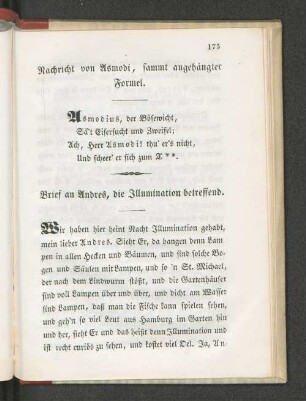 175
Nachricht von Asmodi, sammt angehängter
Formel.
Asmodius, der Bösewicht,
Sä't Eifersucht und Zweifel;
Ach, Herr Asmodi! thu' er's nicht,
Und scheer' er sich zum T**.
Brief an Andres, die Illumination betreffend.
Wir haben hier heint Nacht Illumination gehabt,
mein lieber Andres. Sieht Er, da hangen denn Lam
pen in allen Hecken und Bäumen, und sind solche Bo-
gen und Säulen mit Lampen, und so 'n St. Michael,
der nach dem Lindwurm stößt, und die Gartenhäuser
sind voll Lampen über und über, und dicht am Wasser
sind Lampen, daß man die Fische kann spielen sehen,
und geh'n so viel Leut aus Hamburg im Garten hin
und her, sieht Er und das heißt denn Illumination und
ist recht curiös zu sehen, und kostet viel Oel. Ja, An-